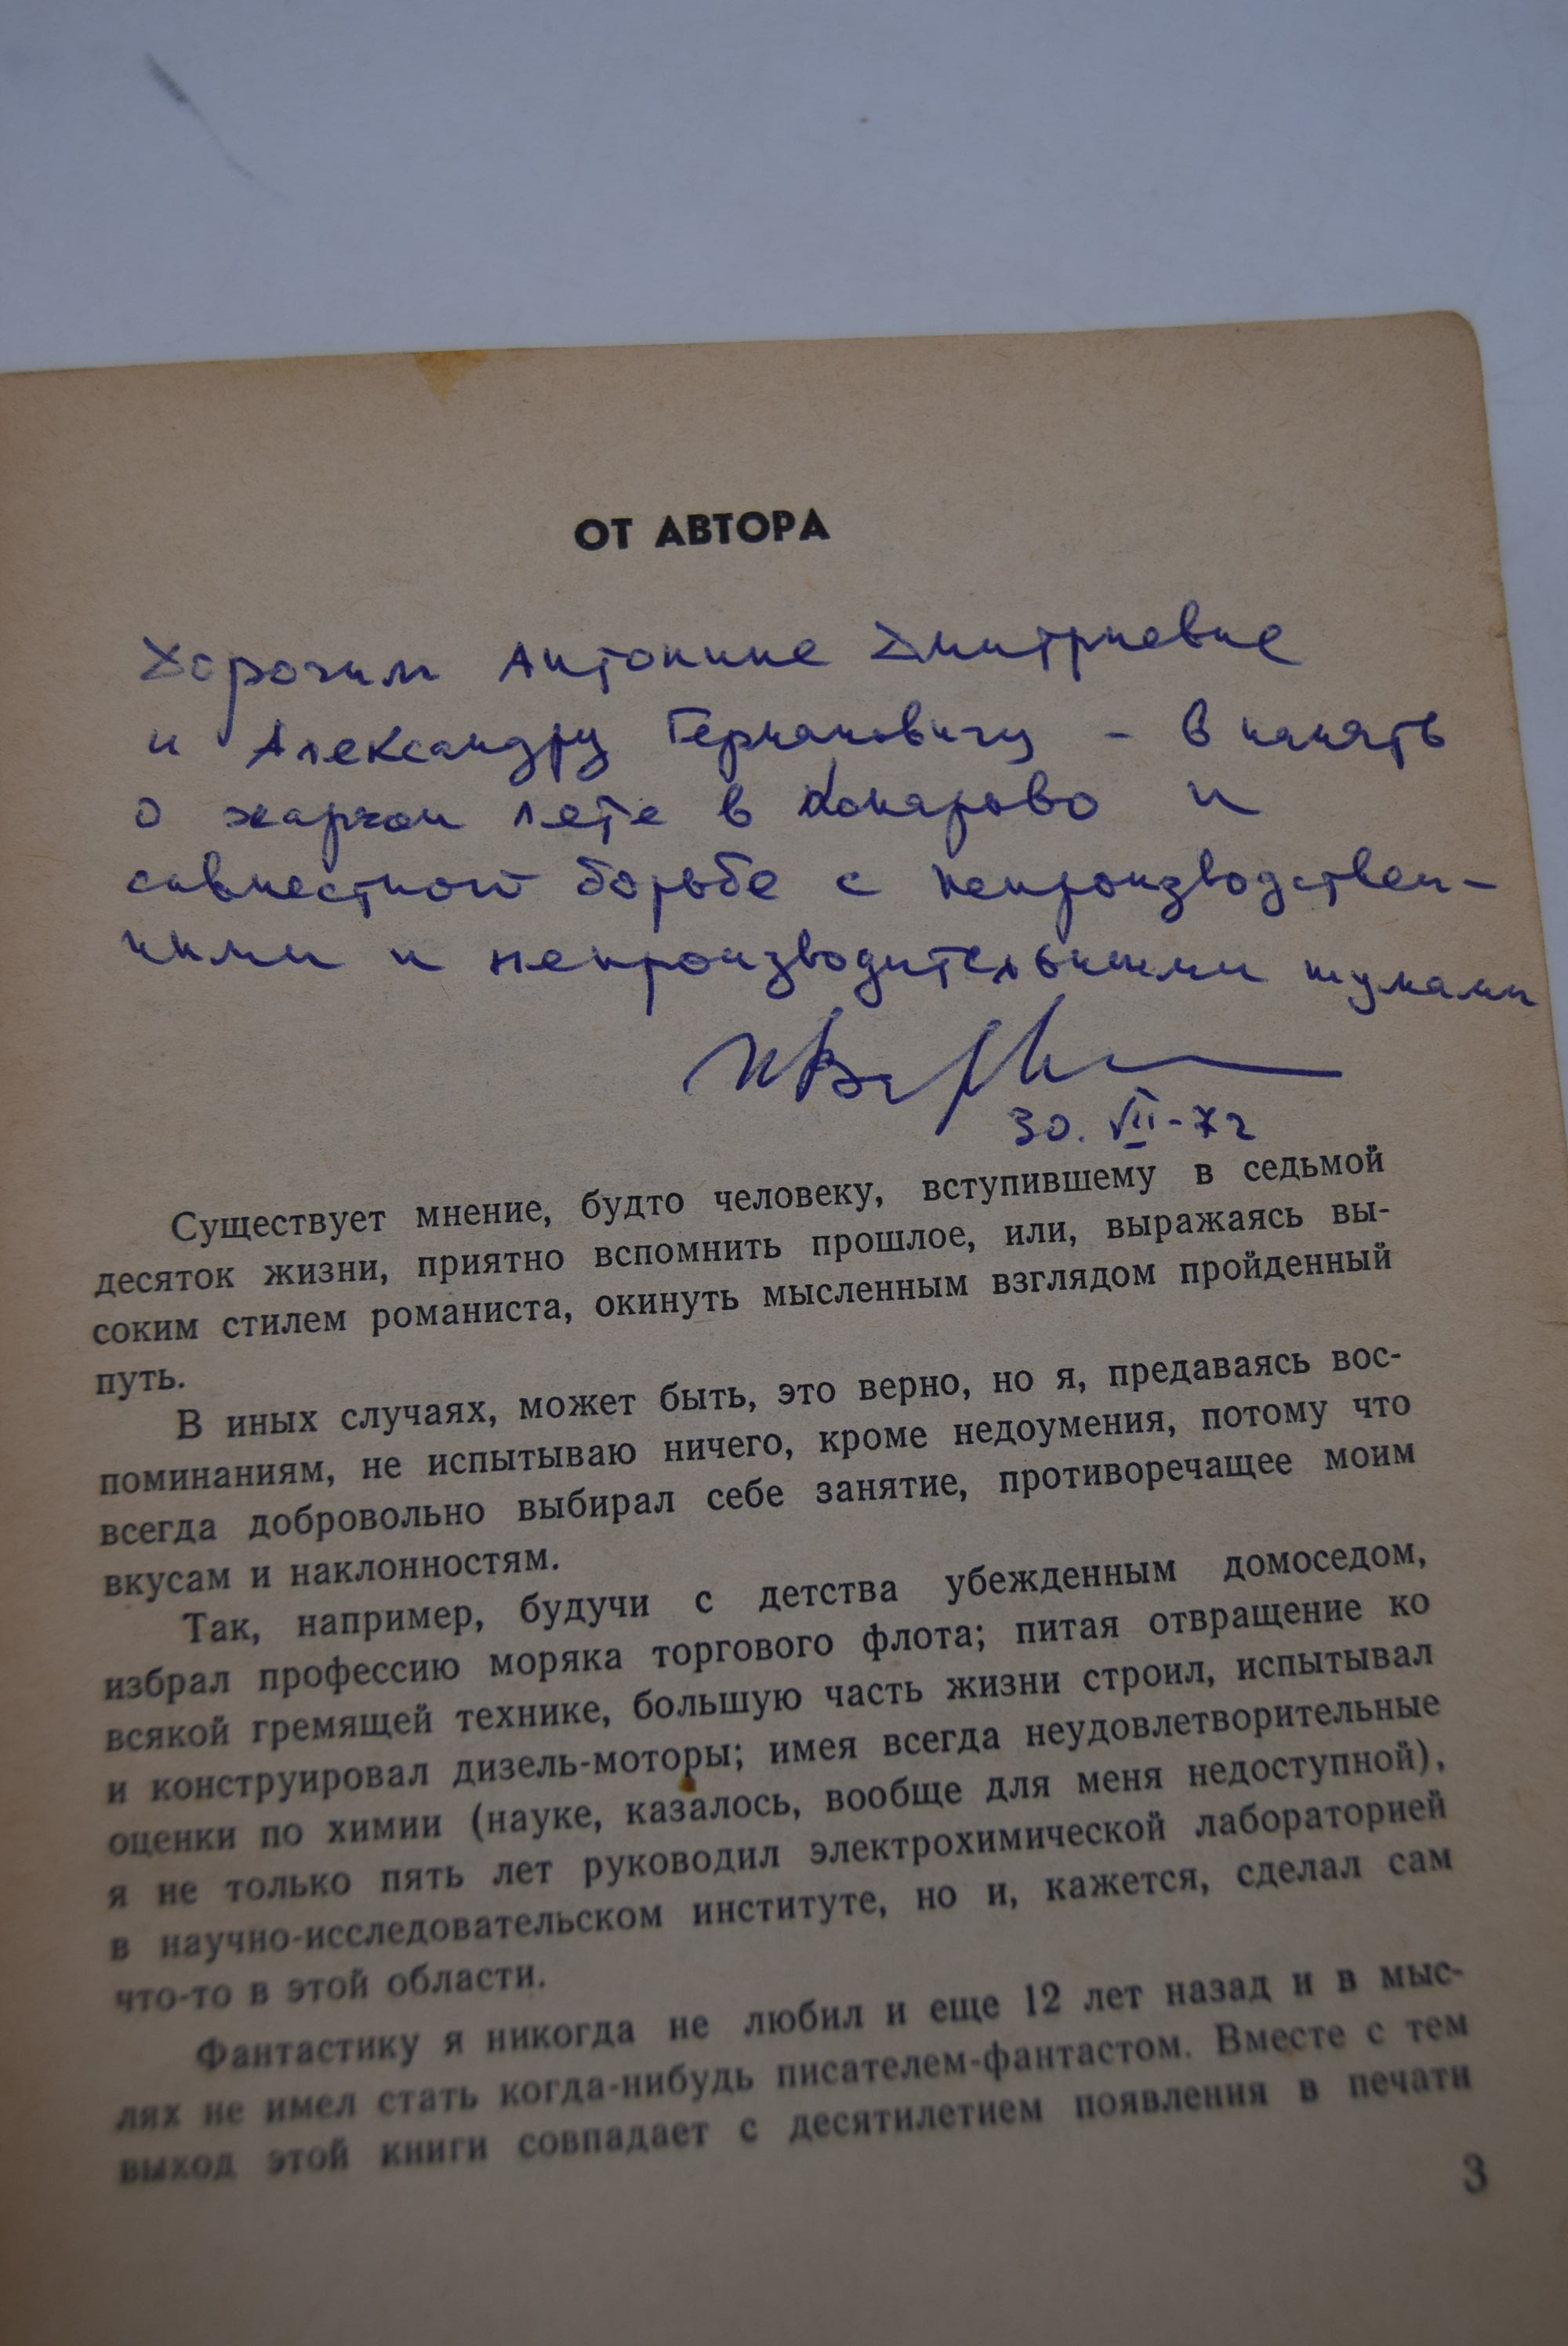 ОТ АВТОРА
Дорогим Антонине Дмитриевне
и Александру Германовичу – в память
о жарком лете в Комарово и
совместной борьбе с непроизводствен-
ными и непроизводительными шумами
30. VII-72
Существует мнение, будто человеку, вступившему в седьмой
десяток жизни, приятно вспомнить прошлое, или, выражаясь вы-
соким стилем романиста, окинуть мысленным взглядом пройденный
путь.
В иных случаях, может быть, это верно, но я, предаваясь вос-
поминаниям, не испытываю ничего, кроме недоумения, потому что
всегда добровольно выбирал себе занятие, противоречащее моим
вкусам и наклонностям.
Так, например, будучи с детства убежденным домоседом,
избрал профессию моряка торгового флота; питая отвращение ко
всякой гремящей технике, большую часть жизни строил, испытывал
и конструировал дизель-моторы; имея всегда неудовлетворительные
оценки по химии (науке, казалось, вообще для меня недоступной),
я не только пять лет руководил электрохимической лабораторией
в научно-исследовательском институте, но и, кажется, сделал сам
что-то в этой области.
Фантастику я никогда не любил и еще 12 лет назад и в мыс-
лях не имел стать когда-нибудь писателем-фантастом. Вместе с тем
выход этой книги совпадает с десятилетием появления в печати
3